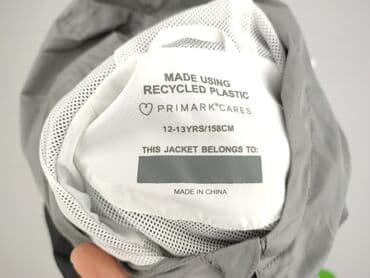 MADE USING
RECYCLED PLASTIC
PRIMARK®CARES
12-13YRS/158CM
THIS JACKET BELONGS TO:
MADE IN CHINA